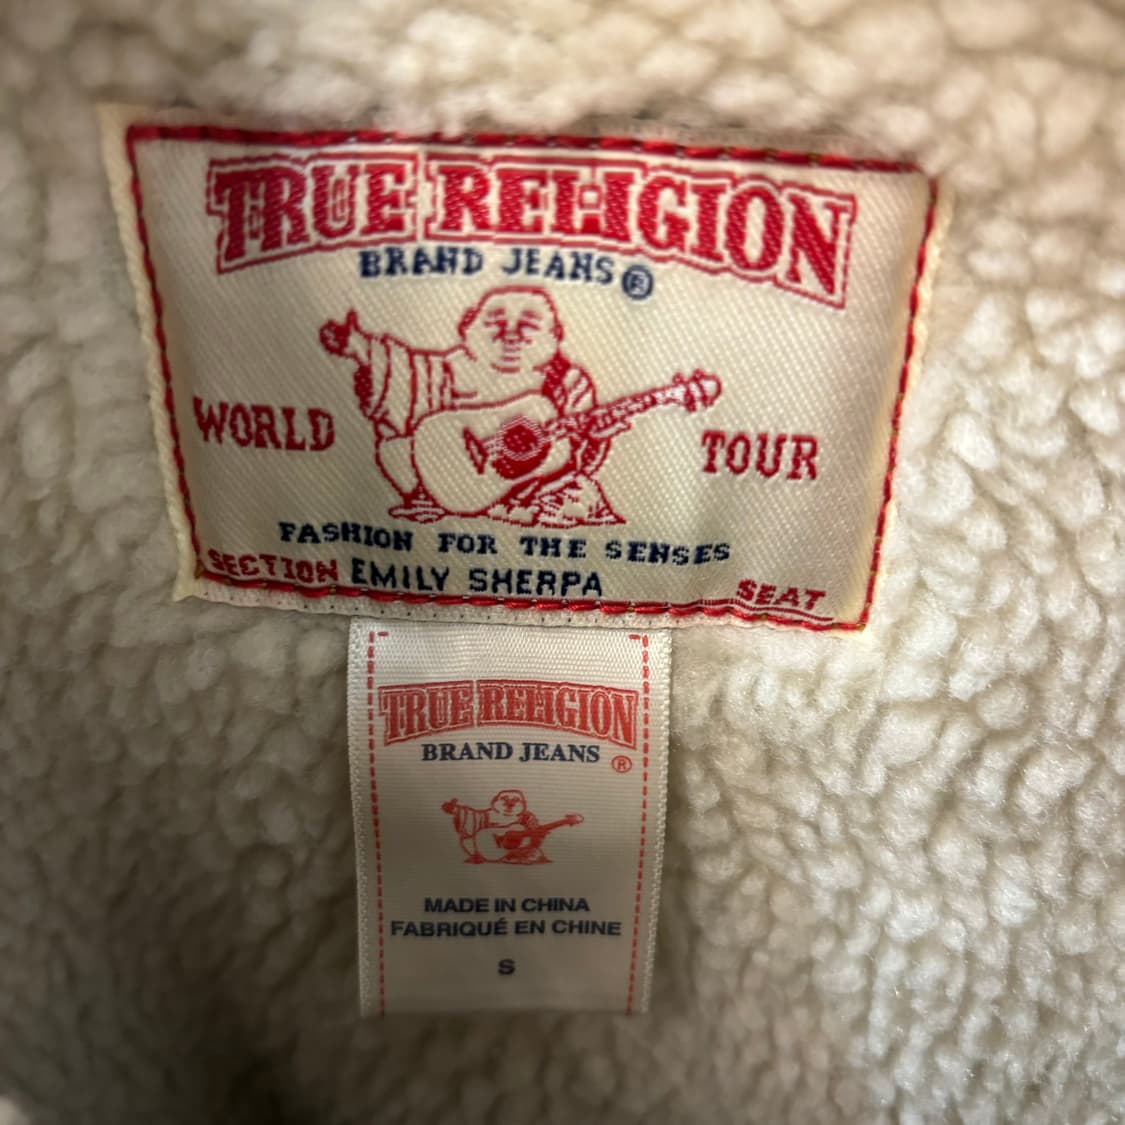 TRUE RELIGION
BRAND JEANS®
WORLD TOUR
FASHION FOR THE SENSES
SECTION EMILY SHERPA SEAT
TRUE RELIGION
BRAND JEANS ®
MADE IN CHINA
FABRIQUÉ EN CHINE
S